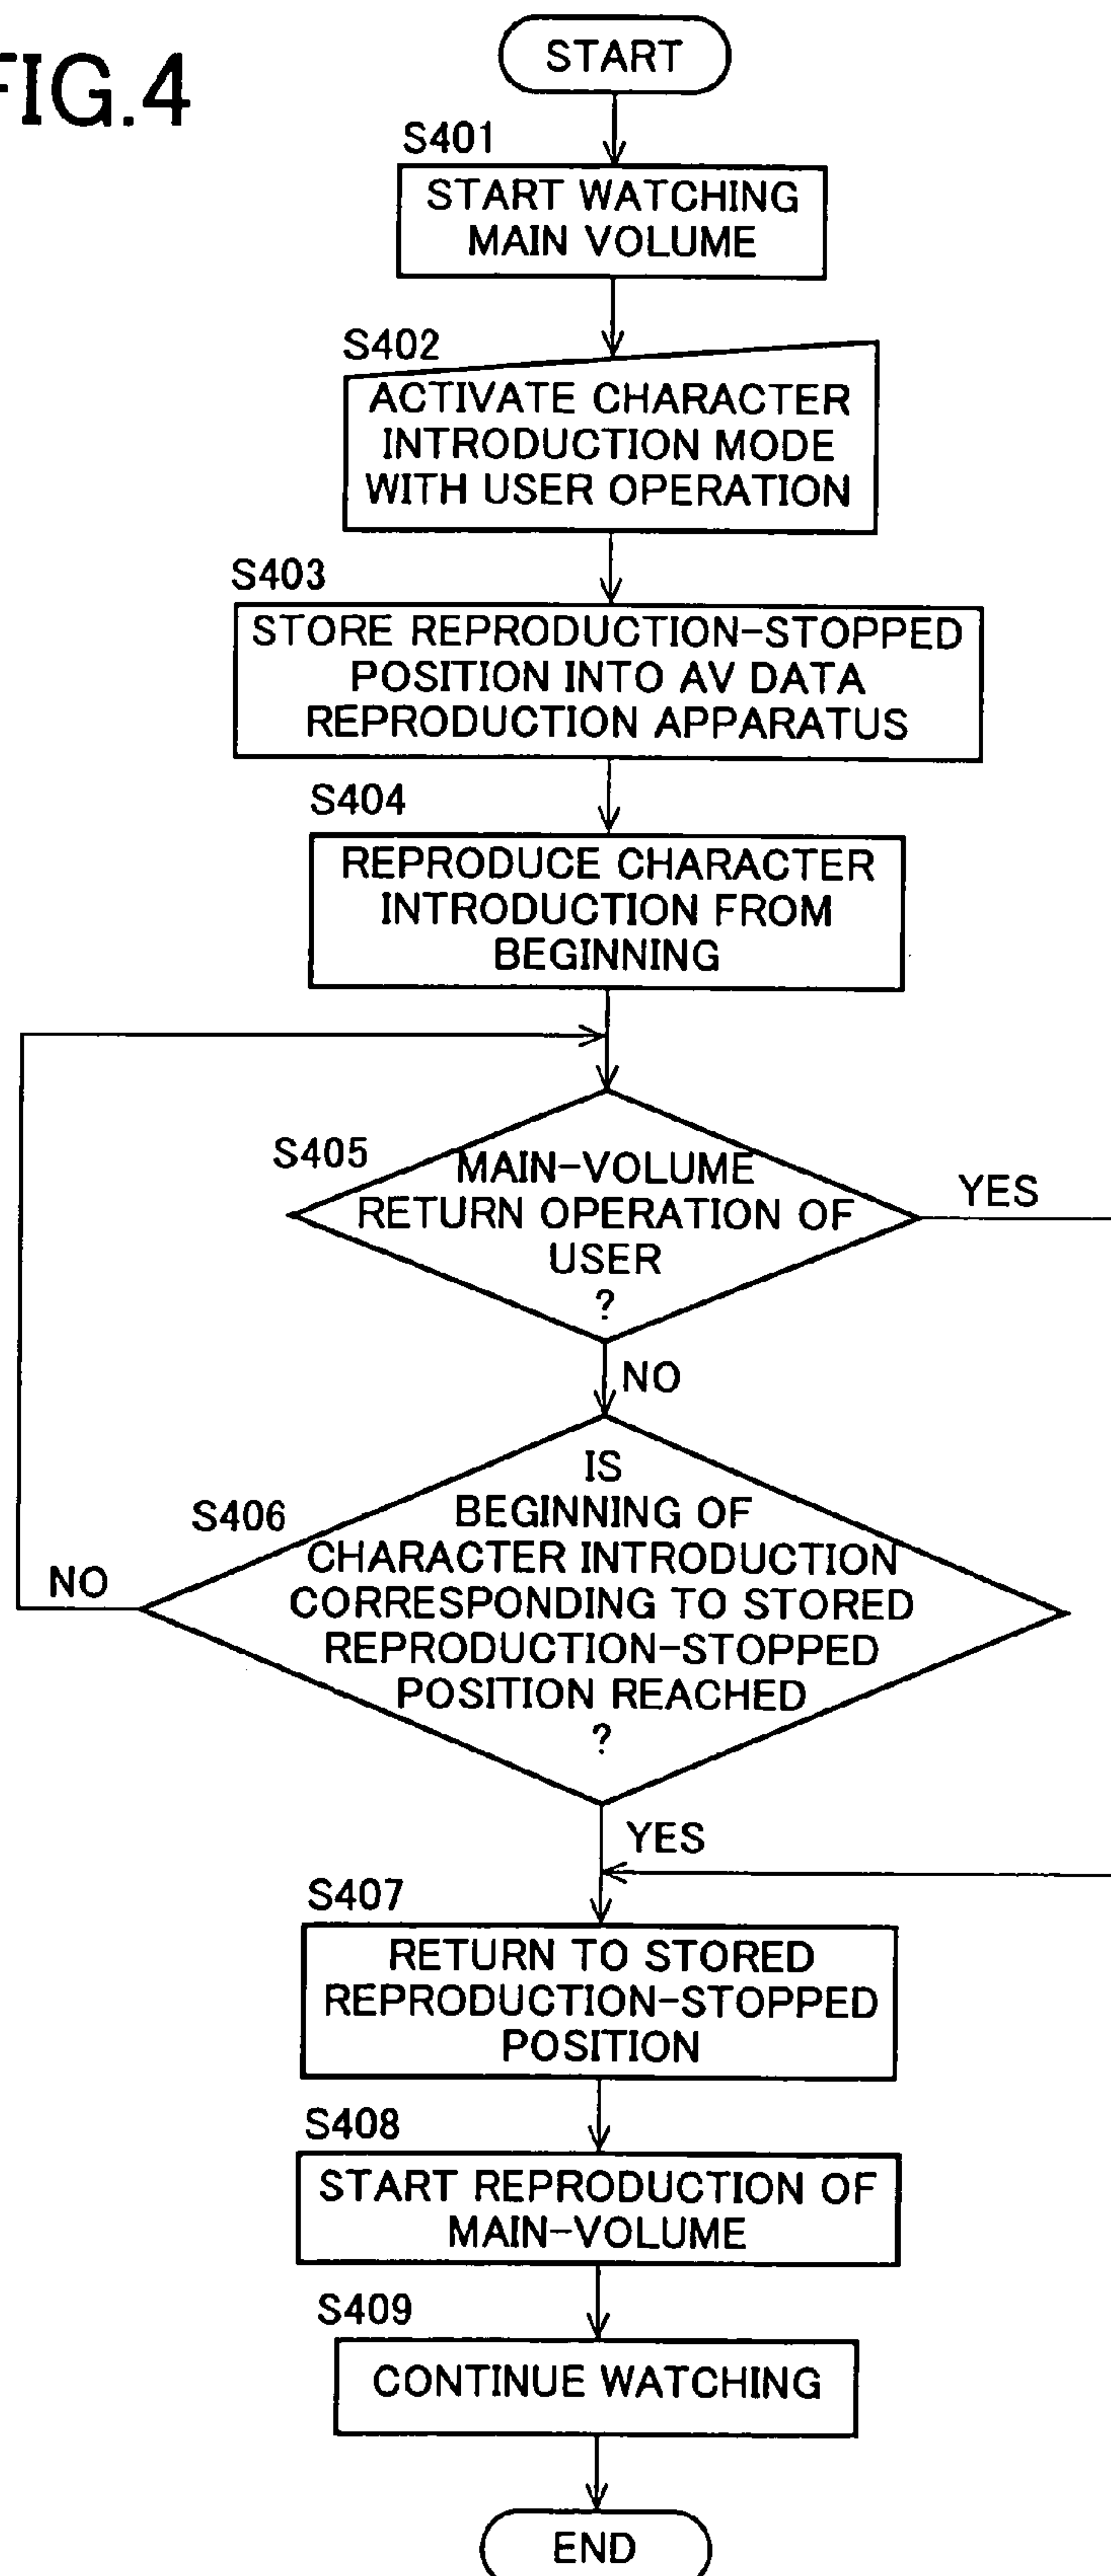 FIG.4
START
S401
START WATCHING
MAIN VOLUME
S402
ACTIVATE CHARACTER
INTRODUCTION MODE
WITH USER OPERATION
S403
STORE REPRODUCTION-STOPPED
POSITION INTO AV DATA
REPRODUCTION APPARATUS
S404
REPRODUCE CHARACTER
INTRODUCTION FROM
BEGINNING
S405
MAIN-VOLUME
RETURN OPERATION OF
USER
?
YES
NO
S406
IS
BEGINNING OF
CHARACTER INTRODUCTION
CORRESPONDING TO STORED
REPRODUCTION-STOPPED
POSITION REACHED
?
NO
YES
S407
RETURN TO STORED
REPRODUCTION-STOPPED
POSITION
S408
START REPRODUCTION OF
MAIN-VOLUME
S409
CONTINUE WATCHING
END